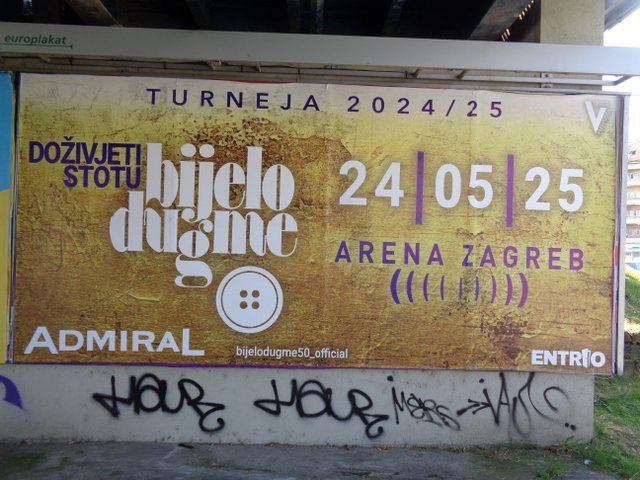 europlakat
TURNEJA 2024/25
DOŽIVJETI
STOTU
bijelo
dugme
24|05|25
ARENA ZAGREB
ADMIRAL
bijelodugme50_official
ENTRIO